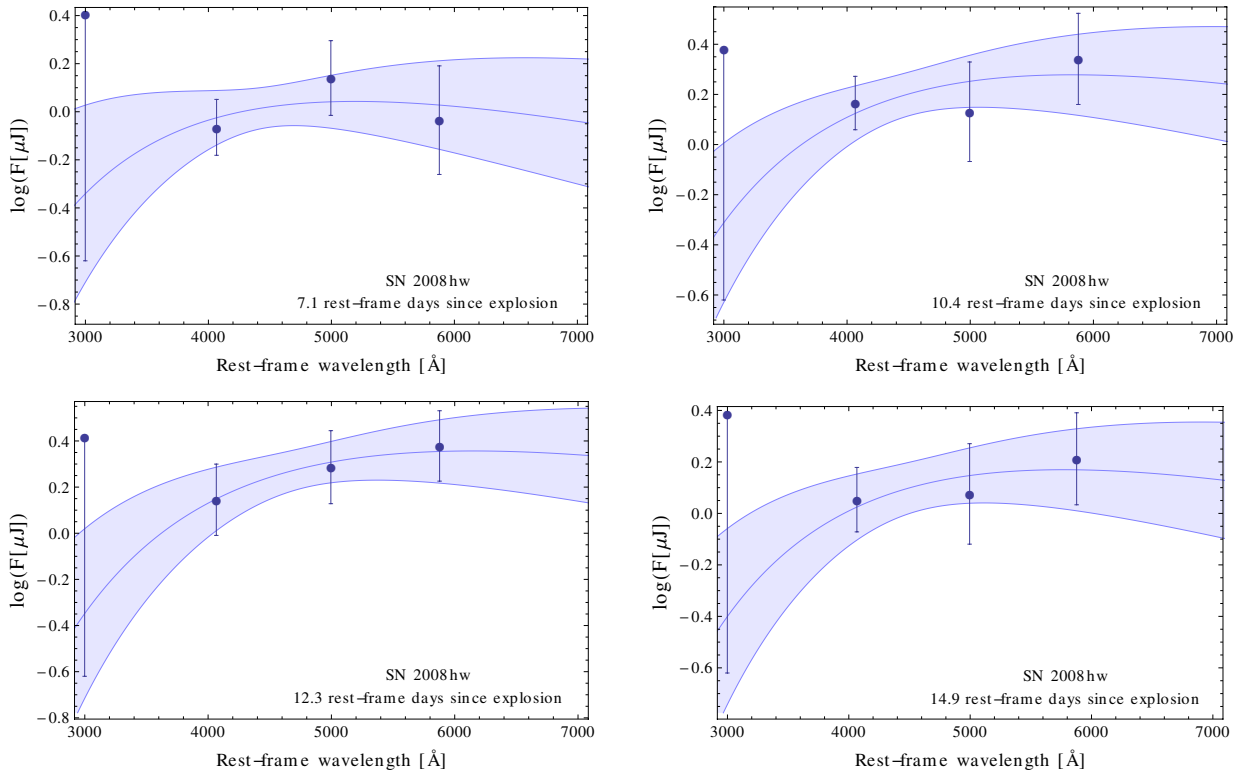 0.4
0.2
0.0
−0.2
−0.4
−0.6
−0.8
log(F[μJ])
SN 2008hw
7.1 rest−frame days since explosion
3000 4000 5000 6000 7000
Rest−frame wavelength [Å]
0.4
0.2
0.0
−0.2
−0.4
−0.6
log(F[μJ])
SN 2008hw
10.4 rest−frame days since explosion
3000 4000 5000 6000 7000
Rest−frame wavelength [Å]
0.4
0.2
0.0
−0.2
−0.4
−0.6
−0.8
log(F[μJ])
SN 2008hw
12.3 rest−frame days since explosion
3000 4000 5000 6000 7000
Rest−frame wavelength [Å]
0.4
0.2
0.0
−0.2
−0.4
−0.6
log(F[μJ])
SN 2008hw
14.9 rest−frame days since explosion
3000 4000 5000 6000 7000
Rest−frame wavelength [Å]